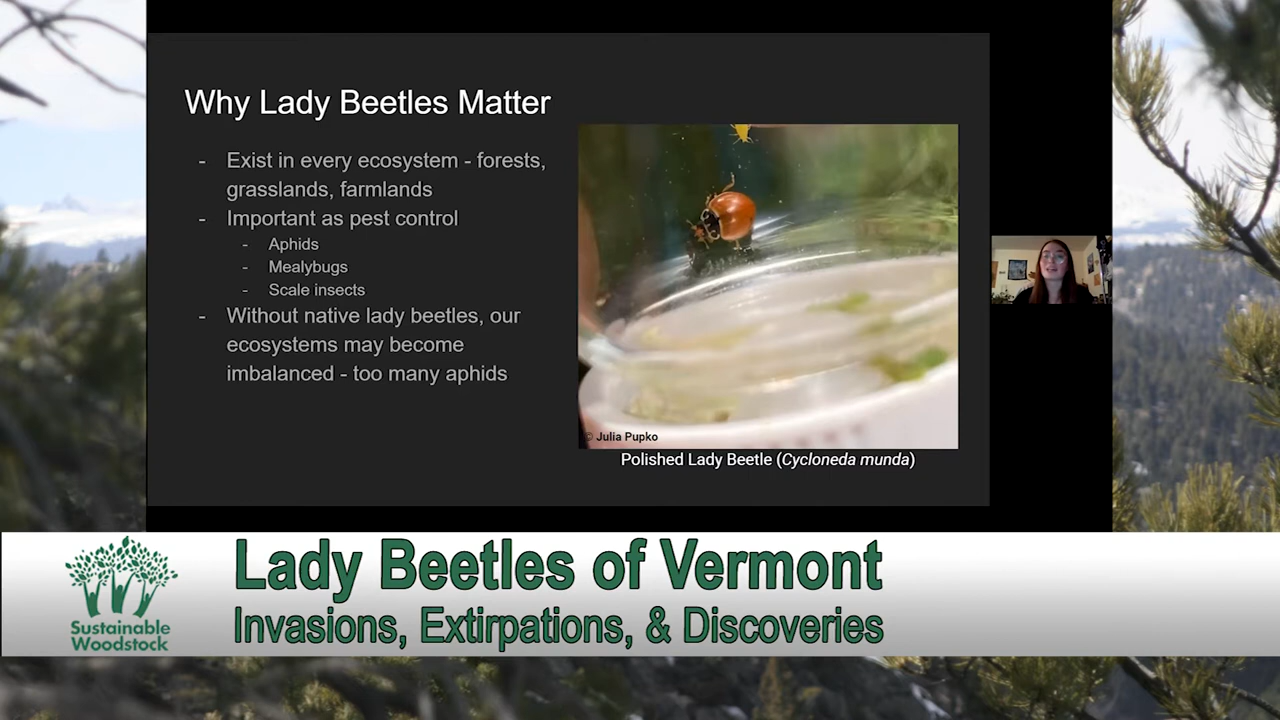 Why Lady Beetles Matter
- Exist in every ecosystem - forests,
grasslands, farmlands
- Important as pest control
- Aphids
- Mealybugs
- Scale insects
- Without native lady beetles, our
ecosystems may become
imbalanced - too many aphids
© Julia Pupko
Polished Lady Beetle (Cycloneda munda)
Lady Beetles of Vermont
Invasions, Extirpations, & Discoveries
Sustainable
Woodstock